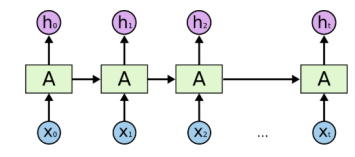 h₀ h₁ h₂ hₜ
A A A A
x₀ x₁ x₂ ... xₜ